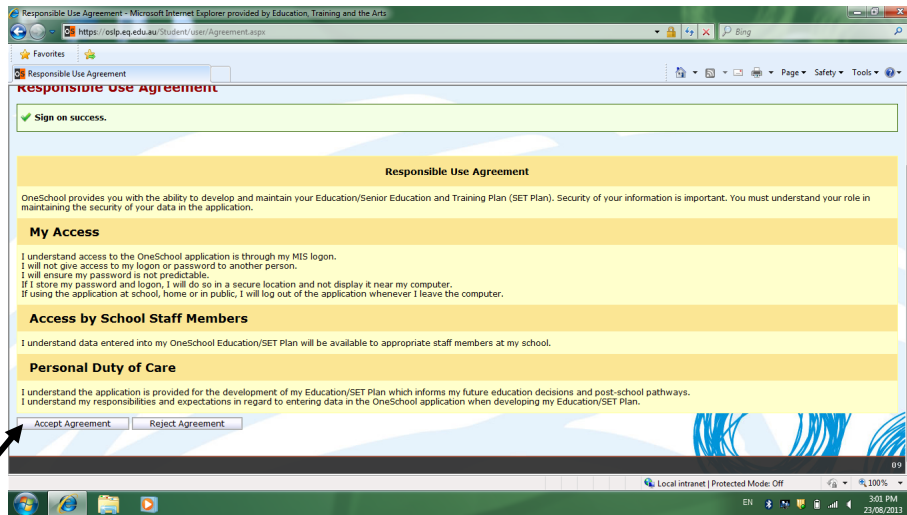 Responsible Use Agreement - Microsoft Internet Explorer provided by Education, Training and the Arts
https://oslp.eq.edu.au/Student/user/Agreement.aspx
Bing
Favorites
Responsible Use Agreement
Page Safety Tools
Responsible Use Agreement
Sign on success.
Responsible Use Agreement
OneSchool provides you with the ability to develop and maintain your Education/Senior Education and Training Plan (SET Plan). Security of your information is important. You must understand your role in
maintaining the security of your data in the application.
My Access
I understand access to the OneSchool application is through my MIS logon.
I will not give access to my logon or password to another person.
I will ensure my password is not predictable.
If I store my password and logon, I will do so in a secure location and not display it near my computer.
If using the application at school, home or in public, I will log out of the application whenever I leave the computer.
Access by School Staff Members
I understand data entered into my OneSchool Education/SET Plan will be available to appropriate staff members at my school.
Personal Duty of Care
I understand the application is provided for the development of my Education/SET Plan which informs my future education decisions and post-school pathways.
I understand my responsibilities and expectations in regard to entering data in the OneSchool application when developing my Education/SET Plan.
Accept Agreement Reject Agreement
09
Local intranet | Protected Mode: Off 100%
EN 3:01 PM
23/08/2013